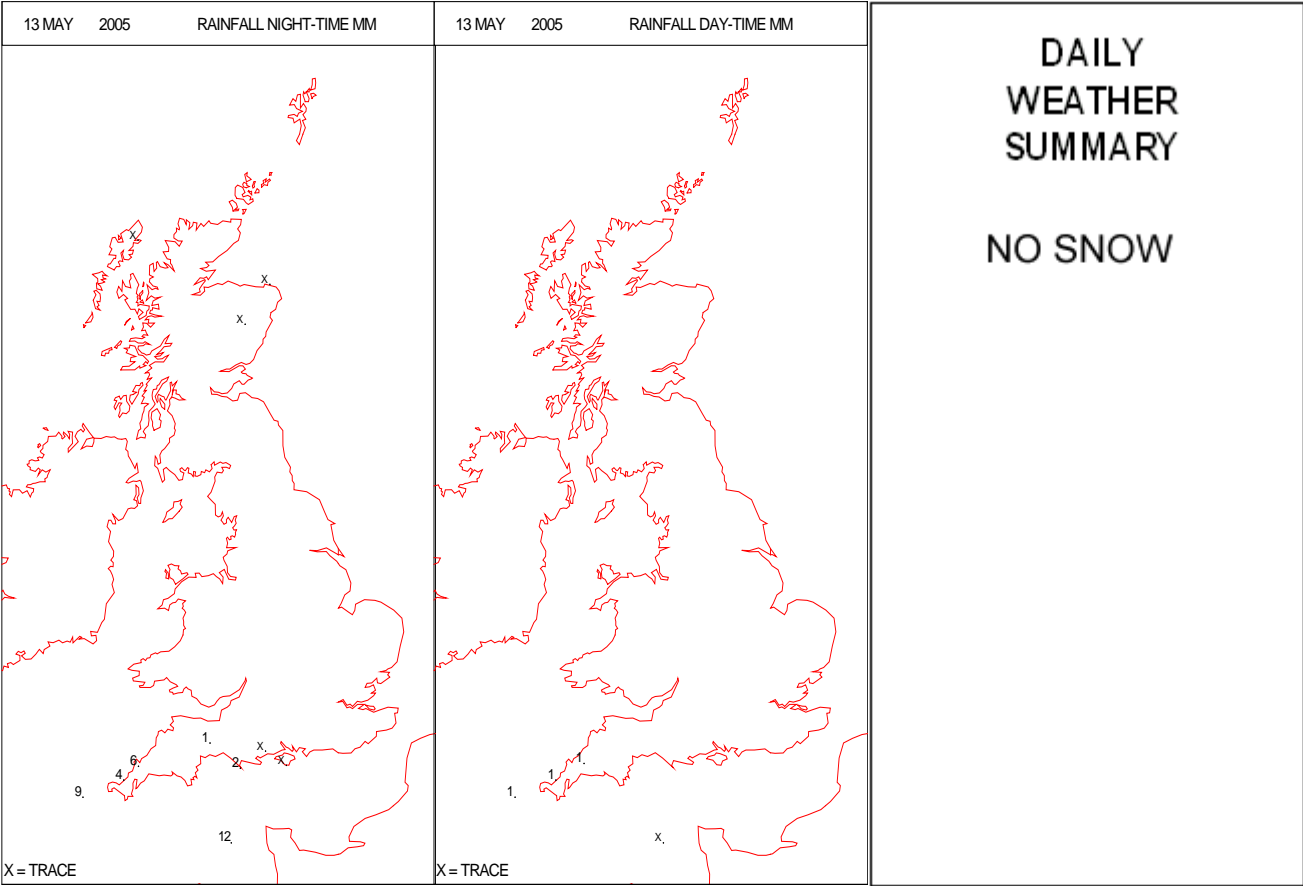 13 MAY 2005 RAINFALL NIGHT-TIME MM
X
X.
X.
1.
X.
6.
2.
X
4.
9.
12.
X = TRACE
13 MAY 2005 RAINFALL DAY-TIME MM
1.
1.
1.
X.
X = TRACE
DAILY
WEATHER
SUMMARY
NO SNOW